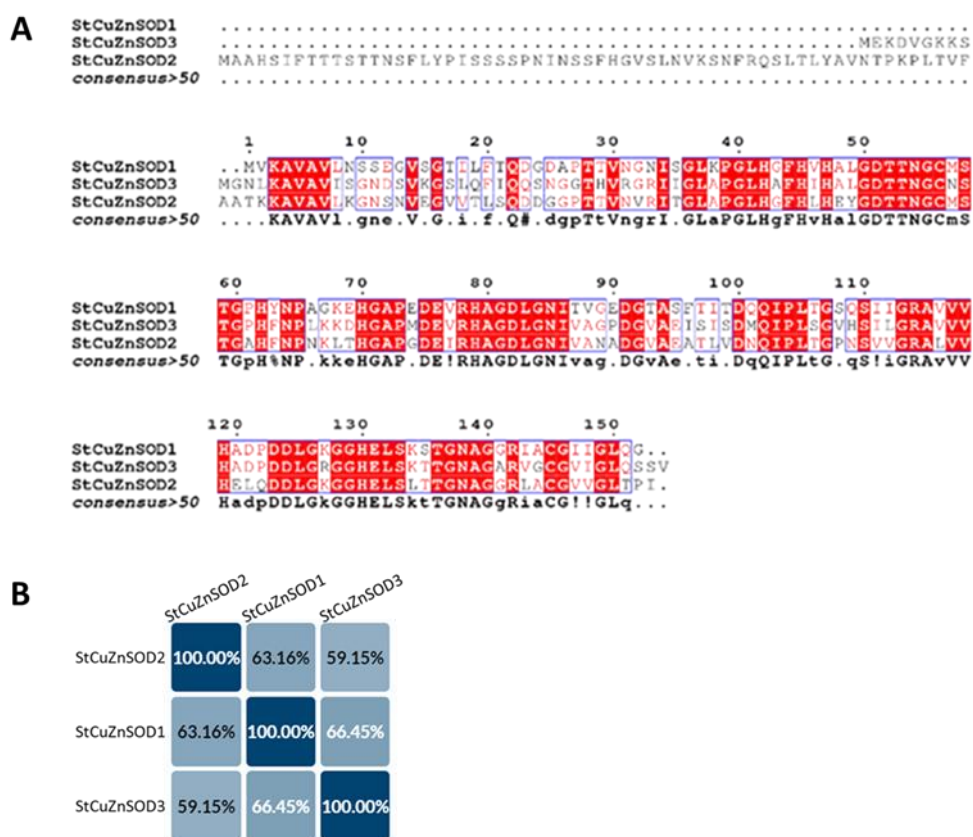 A
StCuZnSOD1 ............................................................
StCuZnSOD3 ...................................................MEKDVGKKS
StCuZnSOD2 MAAHSIFTTTSTTNSFLYPISSSSPNINSSFHGVSLNVKSNFRQSLTLYAVNTPKPLTVF
consensus>50 ............................................................
1 10 20 30 40 50
StCuZnSOD1 ..MVKAVAVLNSSEGVSGTILFTQDGDAPTTVNGNISGLKPGLHGFHVHALGDTTNGCMS
StCuZnSOD3 MGNLKAVAVISGNDSVKGSLQFIQQSNGGTHVRGRIIGLAPGLHAFHIHALGDTTNGCNS
StCuZnSOD2 AATKKAVAVLKGNSNVEGVVTLSQDDDGPTTVNVRITGLAPGLHGFHLHEYGDTTNGCMS
consensus>50 ....KAVAVl.gne.V.G.i.f.Q#.dgpTtVngrI.GLaPGLHgFHvHalGDTTNGCmS
60 70 80 90 100 110
StCuZnSOD1 TGPHYNPAGKEHGAPEDEVRHAGDLGNITVGEDGTASFTITDQQIPLTGSQSIIGRAVVV
StCuZnSOD3 TGPHFNPLKKDHGAPMDEVRHAGDLGNIVAGPDGVAEISISDMQIPLSGVHSILGRAVVV
StCuZnSOD2 TGAHFNPNKLTHGAPGDEIRHAGDLGNIVANADGVAEATLVDNQIPLTGPNSVVGRALVV
consensus>50 TGpH%NP.kkeHGAP.DE!RHAGDLGNIvag.DGvAe.ti.DqQIPLtG.qS!iGRAvVV
120 130 140 150
StCuZnSOD1 HADPDDLGKGGHELSKSTGNAGGRIACGIIGLQG..
StCuZnSOD3 HADPDDLGRGGHELSKTTGNAGARVGCGVIGLQSSV
StCuZnSOD2 HELQDDLGKGGHELSLTTGNAGGRLACGVVGLTPI.
consensus>50 HadpDDLGkGGHELSktTGNAGgRiaCG!!GLq...
B
StCuZnSOD2 StCuZnSOD1 StCuZnSOD3
StCuZnSOD2 100.00% 63.16% 59.15%
StCuZnSOD1 63.16% 100.00% 66.45%
StCuZnSOD3 59.15% 66.45% 100.00%